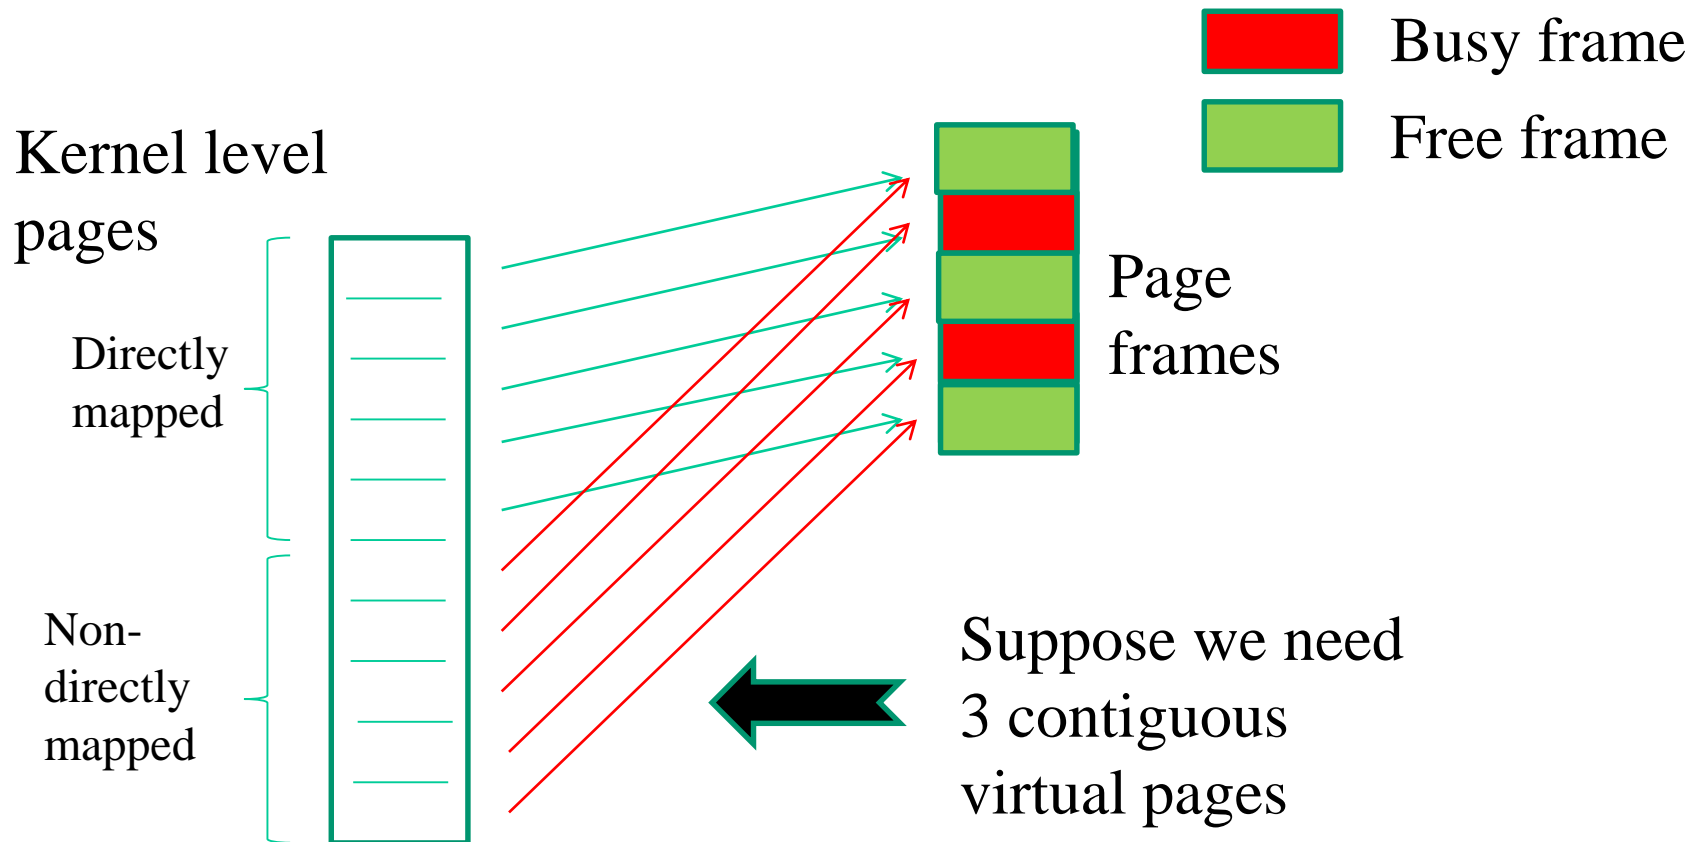 Busy frame
Free frame
Kernel level
pages
Directly
mapped
Page
frames
Non-
directly
mapped
Suppose we need
3 contiguous
virtual pages